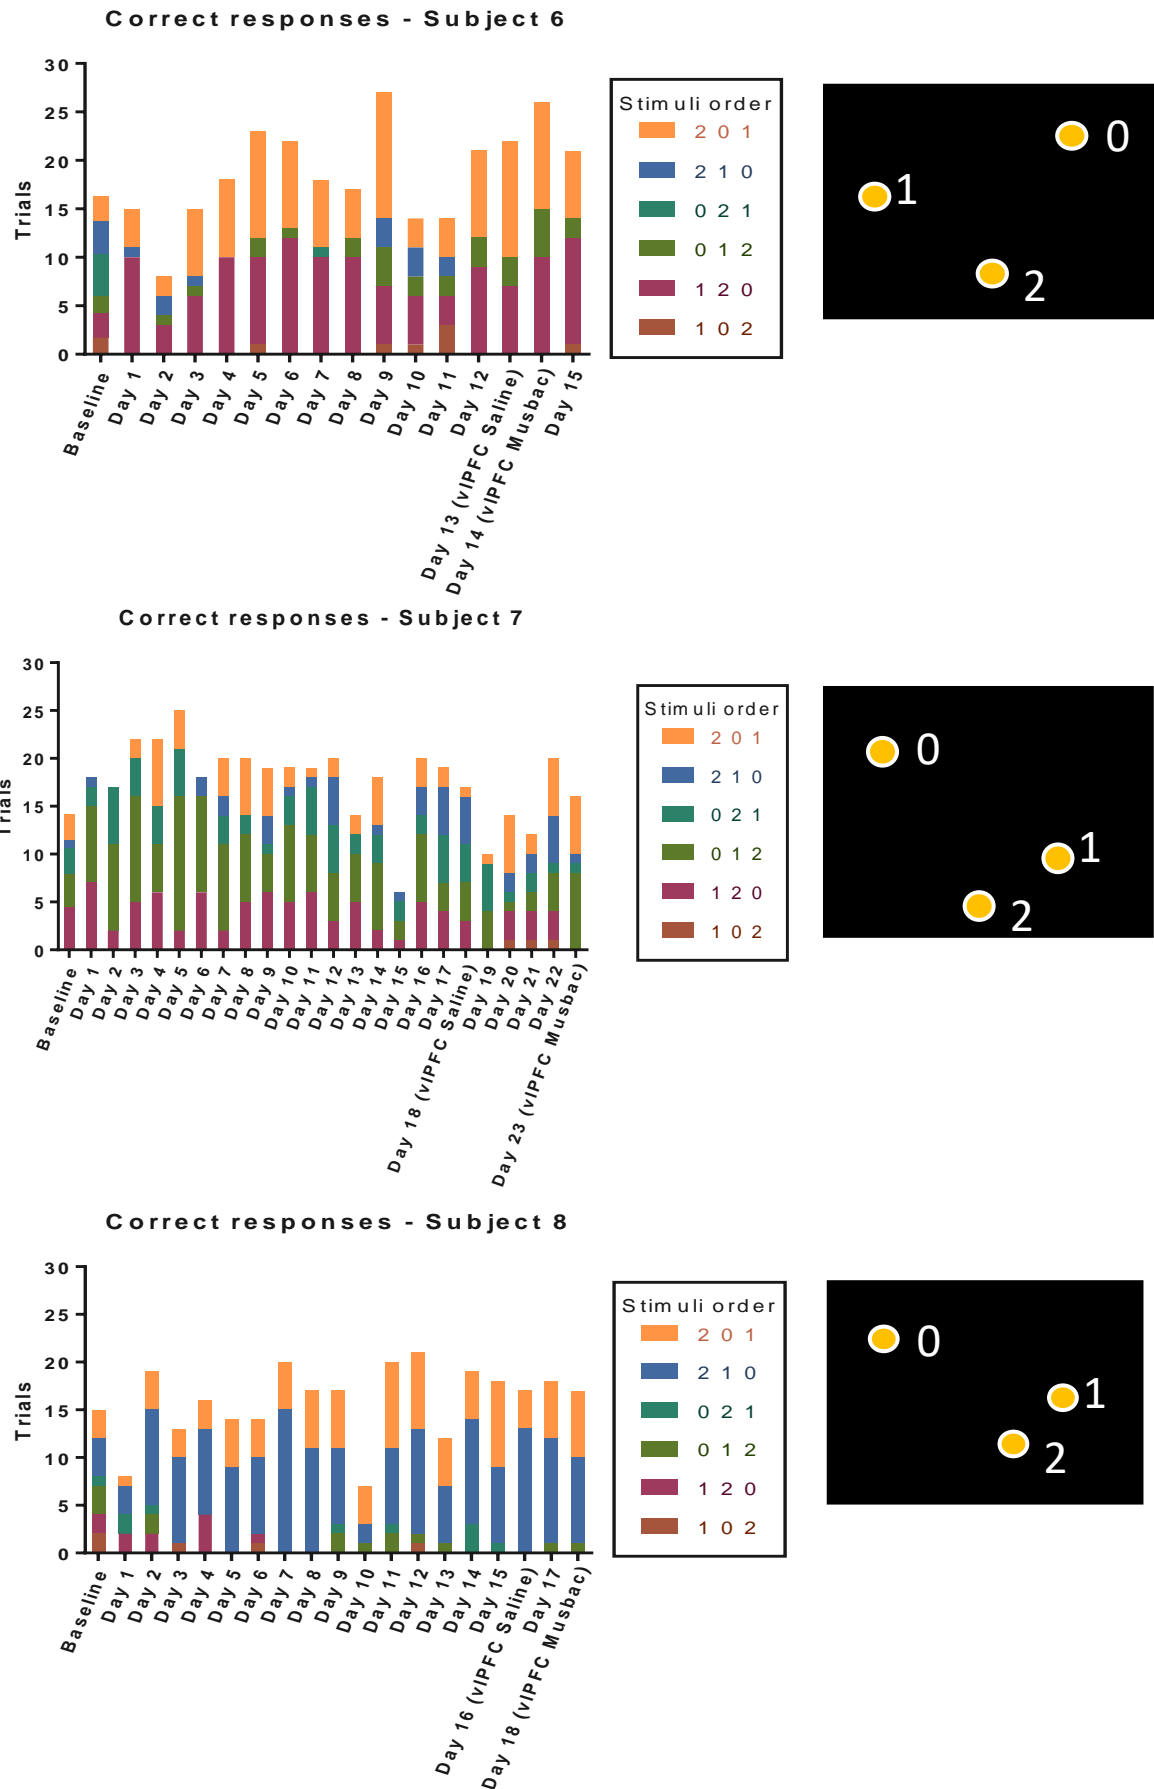 Correct responses - Subject 6
Trials
30
25
20
15
10
5
0
Baseline
Day 1
Day 2
Day 3
Day 4
Day 5
Day 6
Day 7
Day 8
Day 9
Day 10
Day 11
Day 12
Day 13 (vlPFC Saline)
Day 14 (vlPFC Musbac)
Day 15
Stimuli order
2 0 1
2 1 0
0 2 1
0 1 2
1 2 0
1 0 2
0
1
2
Correct responses - Subject 7
Trials
30
25
20
15
10
5
0
Baseline
Day 1
Day 2
Day 3
Day 4
Day 5
Day 6
Day 7
Day 8
Day 9
Day 10
Day 11
Day 12
Day 13
Day 14
Day 15
Day 16
Day 17
Day 18 (vlPFC Saline)
Day 19
Day 20
Day 21
Day 22
Day 23 (vlPFC Musbac)
Stimuli order
2 0 1
2 1 0
0 2 1
0 1 2
1 2 0
1 0 2
0
1
2
Correct responses - Subject 8
Trials
30
25
20
15
10
5
0
Baseline
Day 1
Day 2
Day 3
Day 4
Day 5
Day 6
Day 7
Day 8
Day 9
Day 10
Day 11
Day 12
Day 13
Day 14
Day 15
Day 16 (vlPFC Saline)
Day 17
Day 18 (vlPFC Musbac)
Stimuli order
2 0 1
2 1 0
0 2 1
0 1 2
1 2 0
1 0 2
0
1
2